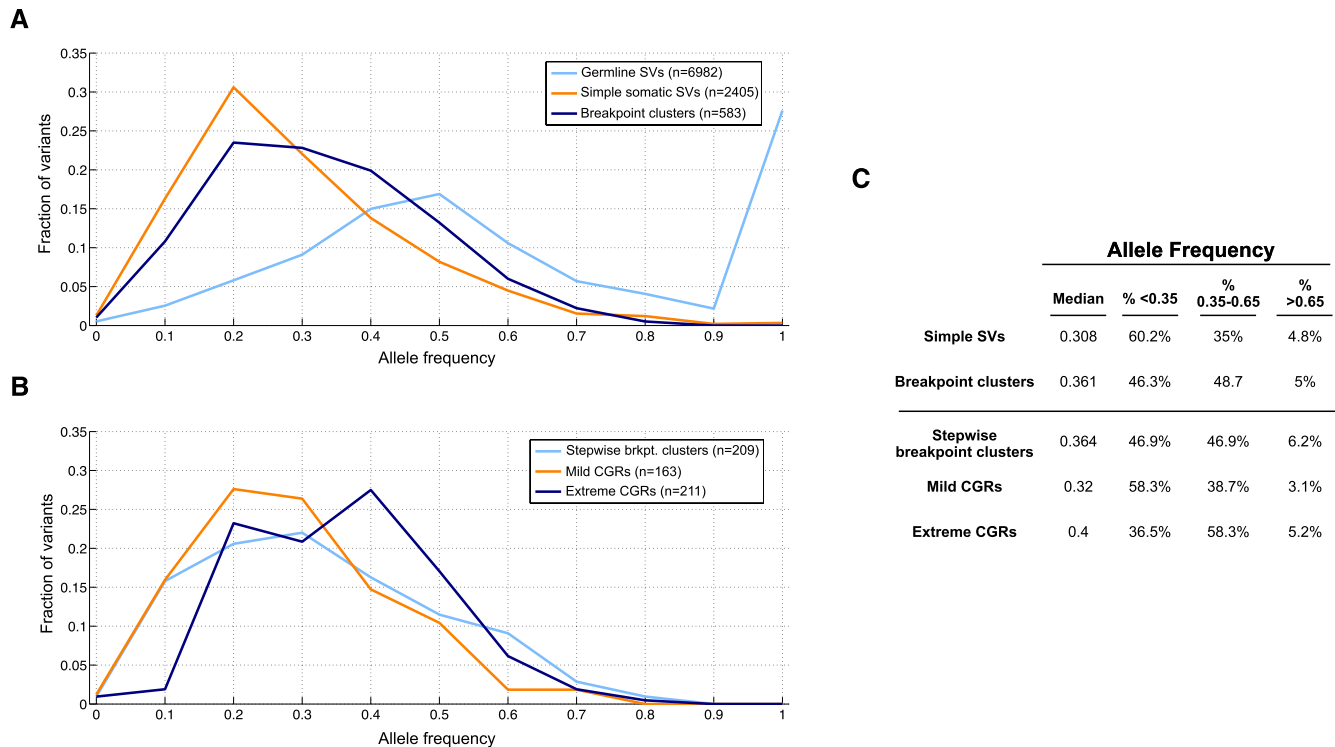 A
0.35
0.3
0.25
0.2
0.15
0.1
0.05
0
Fraction of variants
Germline SVs (n=6982)
Simple somatic SVs (n=2405)
Breakpoint clusters (n=583)
0 0.1 0.2 0.3 0.4 0.5 0.6 0.7 0.8 0.9 1
Allele frequency
B
0.35
0.3
0.25
0.2
0.15
0.1
0.05
0
Fraction of variants
Stepwise brkpt. clusters (n=209)
Mild CGRs (n=163)
Extreme CGRs (n=211)
0 0.1 0.2 0.3 0.4 0.5 0.6 0.7 0.8 0.9 1
Allele frequency
C
Allele Frequency
Median % <0.35 % 0.35-0.65 % >0.65
Simple SVs 0.308 60.2% 35% 4.8%
Breakpoint clusters 0.361 46.3% 48.7 5%
Stepwise
breakpoint clusters 0.364 46.9% 46.9% 6.2%
Mild CGRs 0.32 58.3% 38.7% 3.1%
Extreme CGRs 0.4 36.5% 58.3% 5.2%